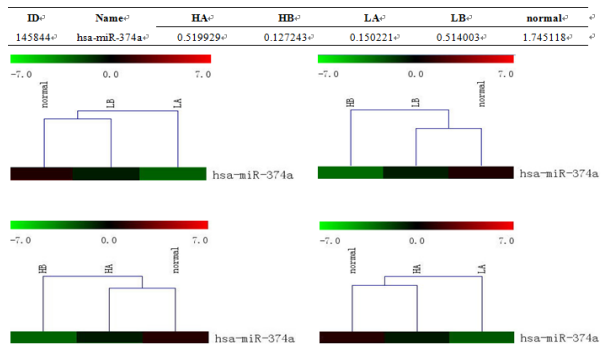 ID Name HA HB LA LB normal
145844 hsa-miR-374a 0.519929 0.127243 0.150221 0.514003 1.745118
-7.0 0.0 7.0
normal LB LA
hsa-miR-374a
-7.0 0.0 7.0
HB LB normal
hsa-miR-374a
-7.0 0.0 7.0
HB HA normal
hsa-miR-374a
-7.0 0.0 7.0
normal HA LA
hsa-miR-374a